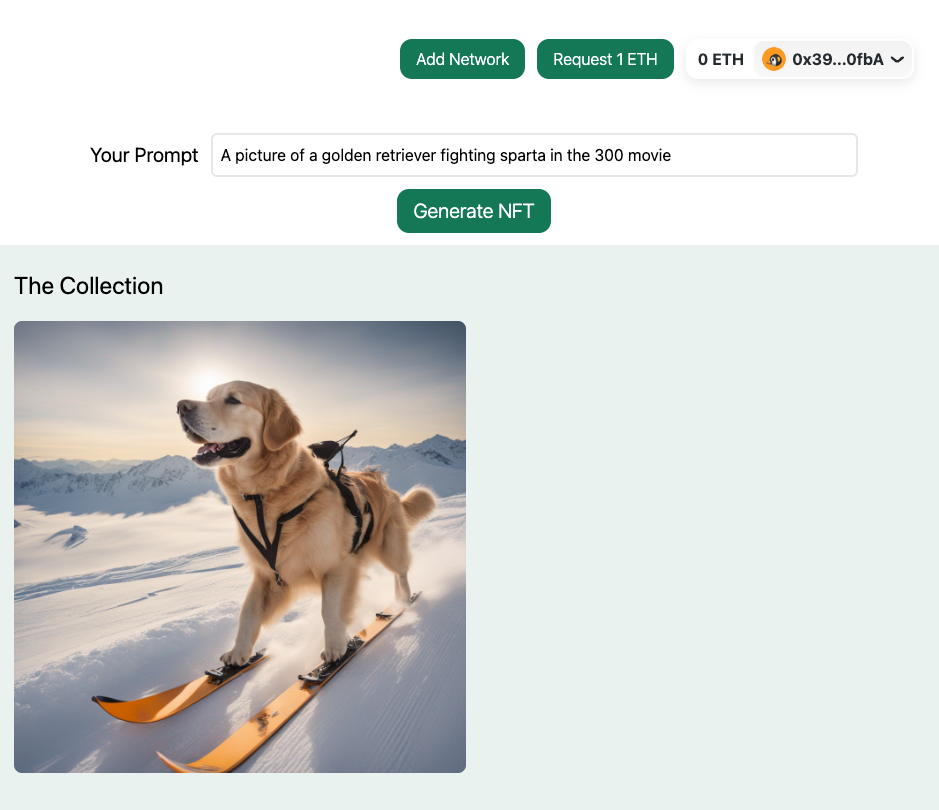 Add Network
Request 1 ETH
0 ETH
0x39...0fbA
Your Prompt
A picture of a golden retriever fighting sparta in the 300 movie
Generate NFT
The Collection